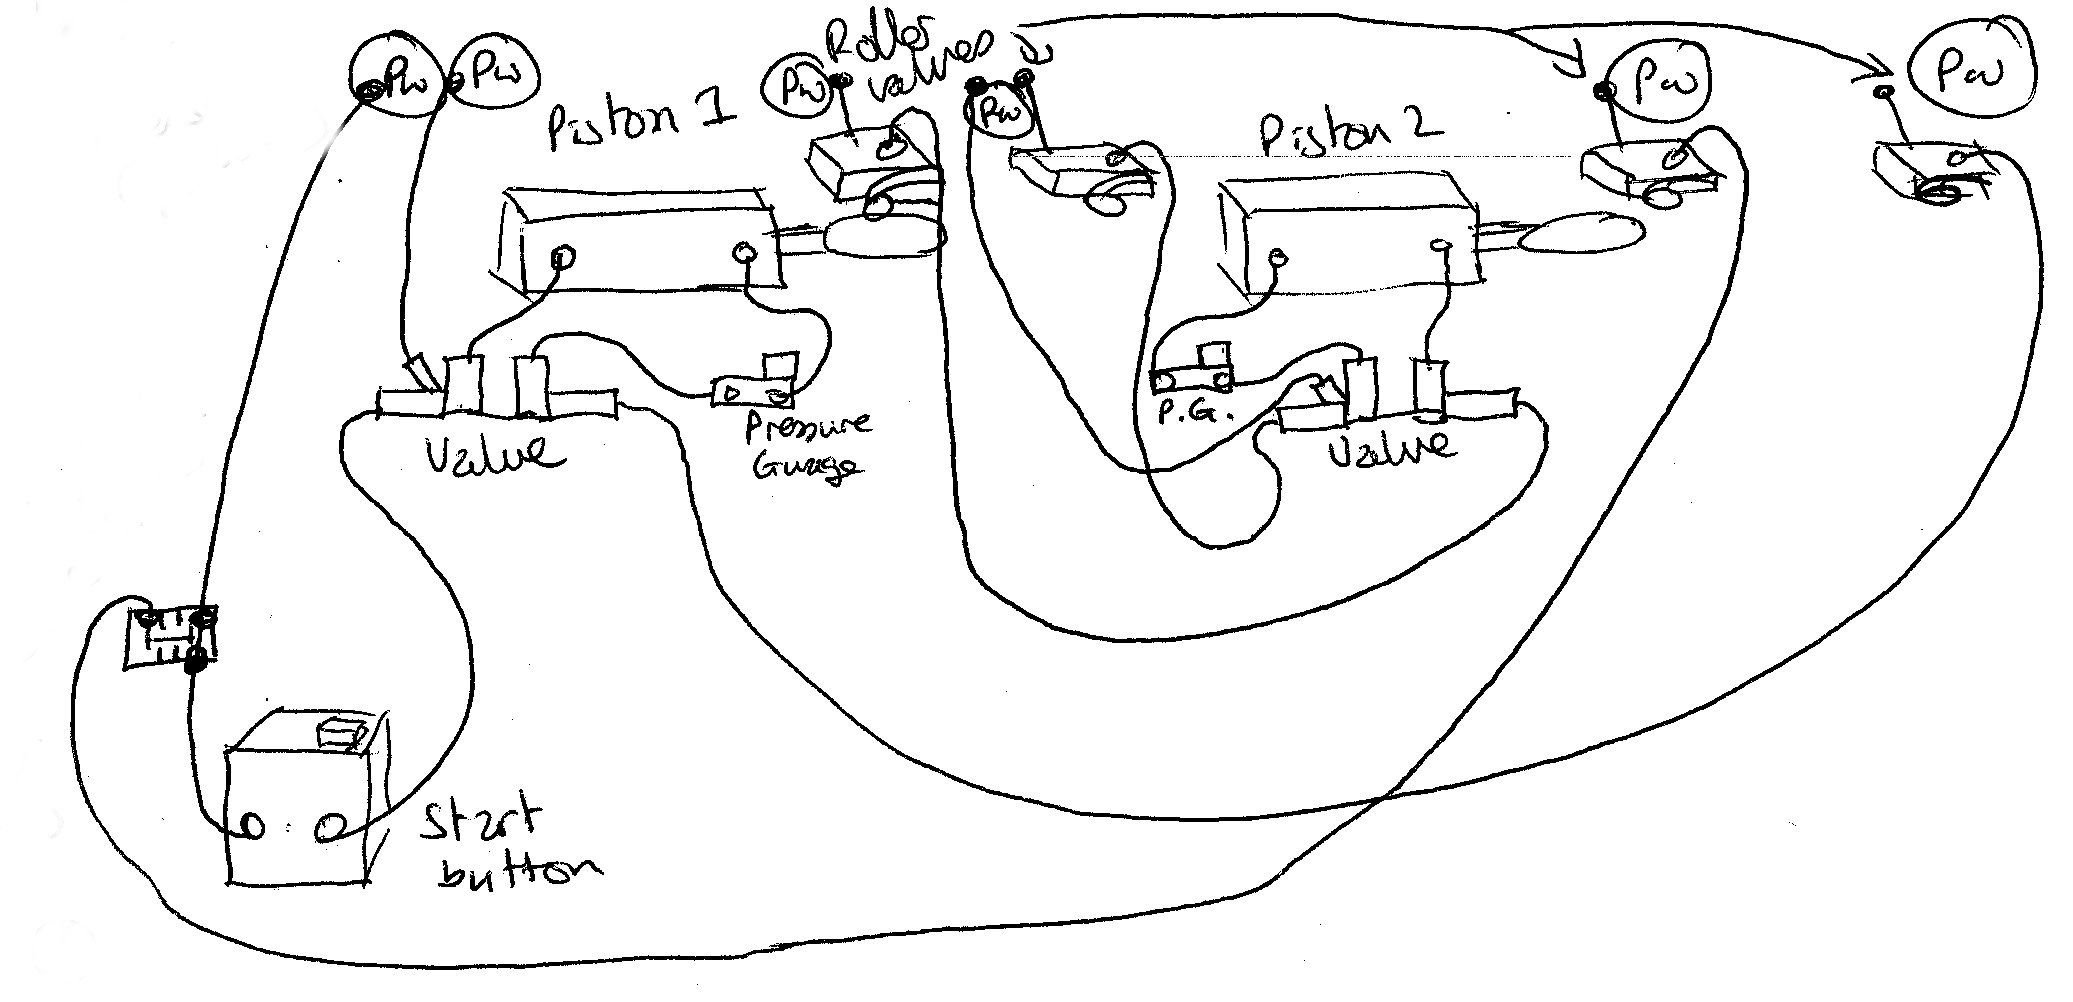 Pw
Pw
Piston 1
Pw
Roller
valves
Pw
Piston 2
Pw
Pw
Valve
Pressure
Guage
P.G.
Valve
Start
button